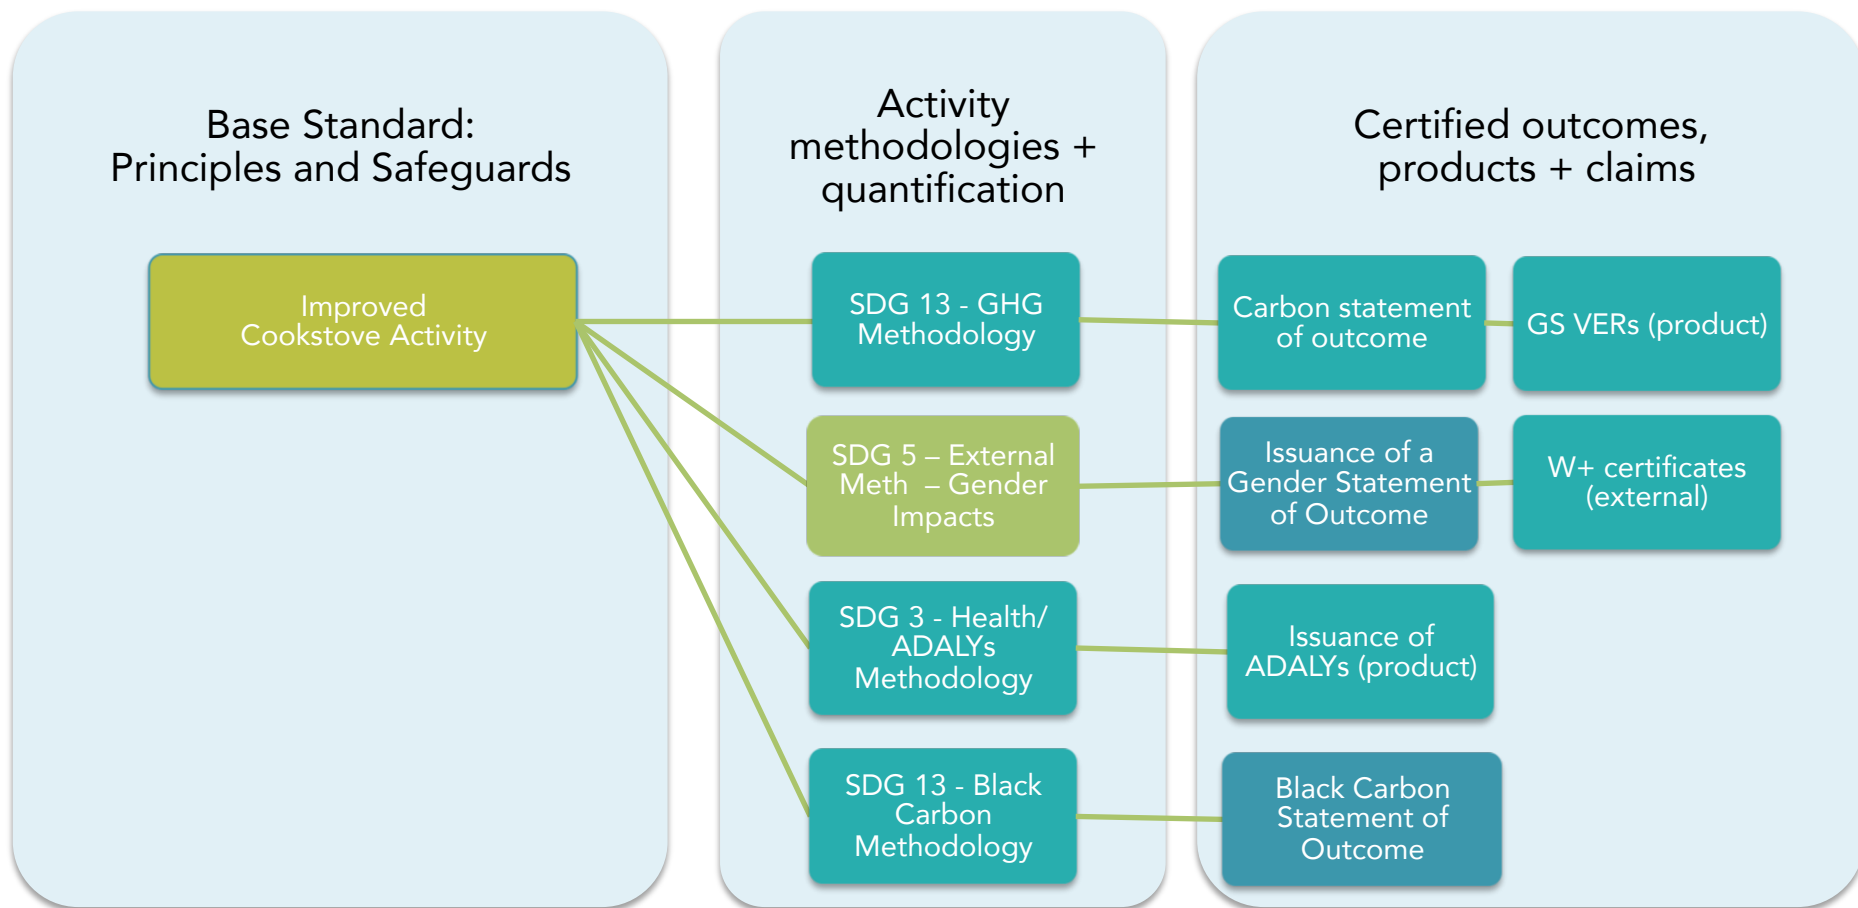 Base Standard:
Principles and Safeguards
Improved
Cookstove Activity
Activity
methodologies +
quantification
SDG 13 - GHG
Methodology
SDG 5 – External
Meth – Gender
Impacts
SDG 3 - Health/
ADALYs
Methodology
SDG 13 - Black
Carbon
Methodology
Certified outcomes,
products + claims
Carbon statement
of outcome
GS VERs (product)
Issuance of a
Gender Statement
of Outcome
W+ certificates
(external)
Issuance of
ADALYs (product)
Black Carbon
Statement of
Outcome